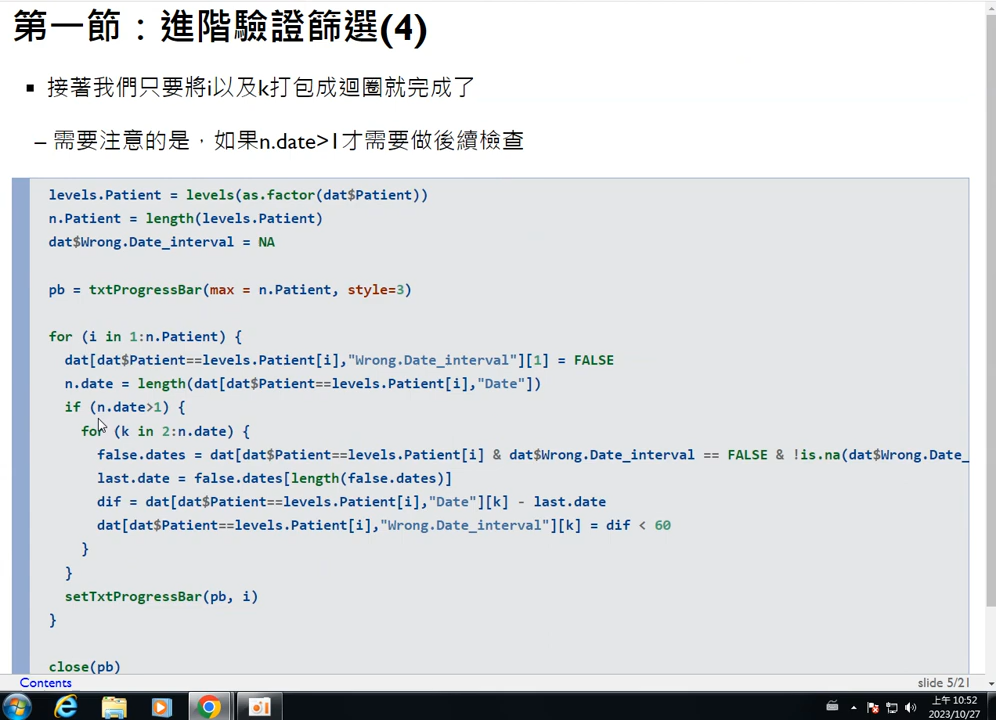 第一節：進階驗證篩選(4)
接著我們只要將i以及k打包成迴圈就完成了
– 需要注意的是，如果n.date>1才需要做後續檢查
levels.Patient = levels(as.factor(dat$Patient))
n.Patient = length(levels.Patient)
dat$Wrong.Date_interval = NA
pb = txtProgressBar(max = n.Patient, style=3)
for (i in 1:n.Patient) {
dat[dat$Patient==levels.Patient[i],"Wrong.Date_interval"][1] = FALSE
n.date = length(dat[dat$Patient==levels.Patient[i],"Date"])
if (n.date>1) {
for (k in 2:n.date) {
false.dates = dat[dat$Patient==levels.Patient[i] & dat$Wrong.Date_interval == FALSE & !is.na(dat$Wrong.Date_
last.date = false.dates[length(false.dates)]
dif = dat[dat$Patient==levels.Patient[i],"Date"][k] - last.date
dat[dat$Patient==levels.Patient[i],"Wrong.Date_interval"][k] = dif < 60
}
}
setTxtProgressBar(pb, i)
}
close(pb)
Contents
slide 5/21
上午 10:52
2023/10/27